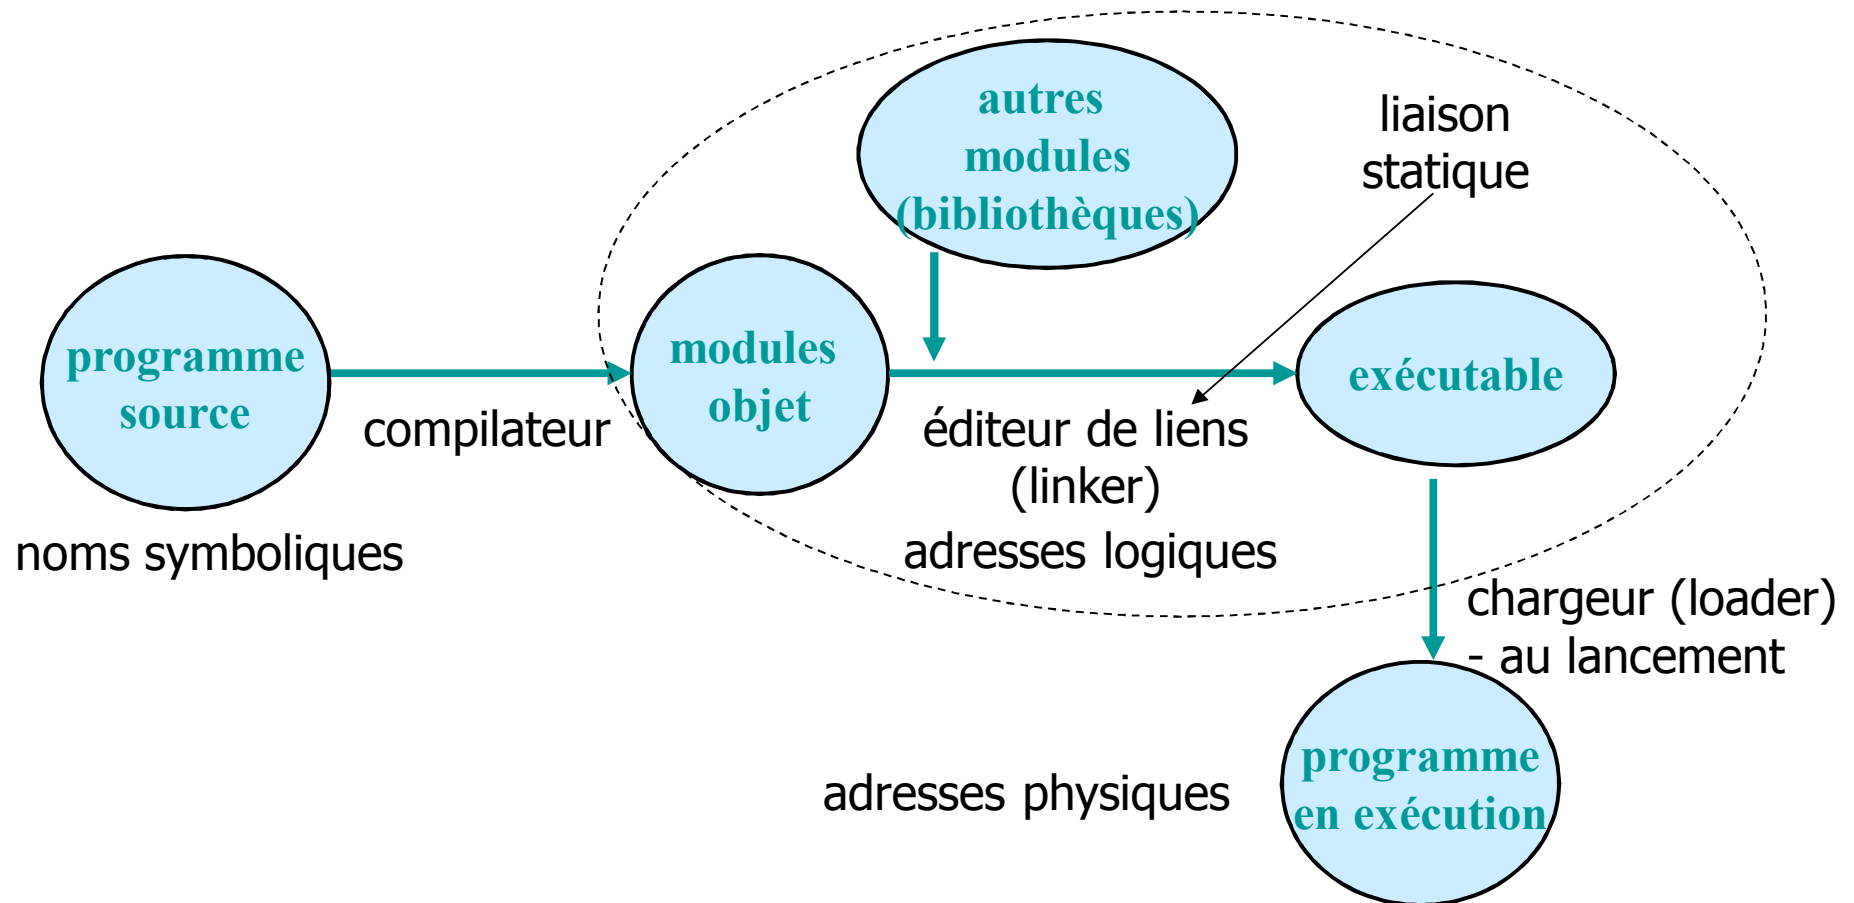 autres
modules
(bibliothèques)
liaison
statique
programme
source
compilateur
modules
objet
éditeur de liens
(linker)
exécutable
noms symboliques
adresses logiques
chargeur (loader)
- au lancement
adresses physiques
programme
en exécution